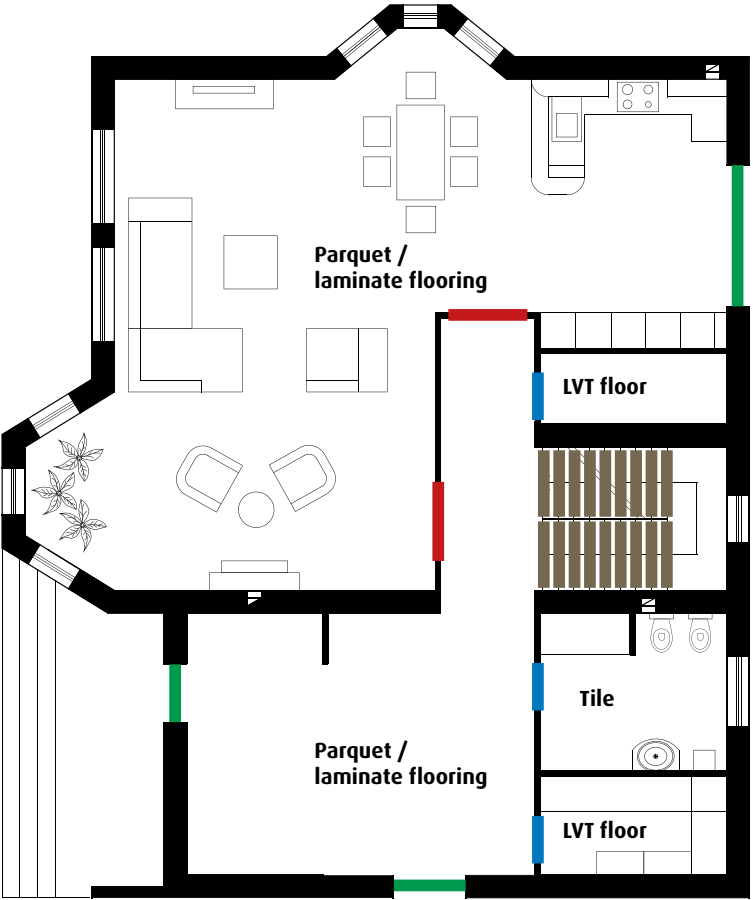 Parquet /
laminate flooring
LVT floor
Tile
Parquet /
laminate flooring
LVT floor